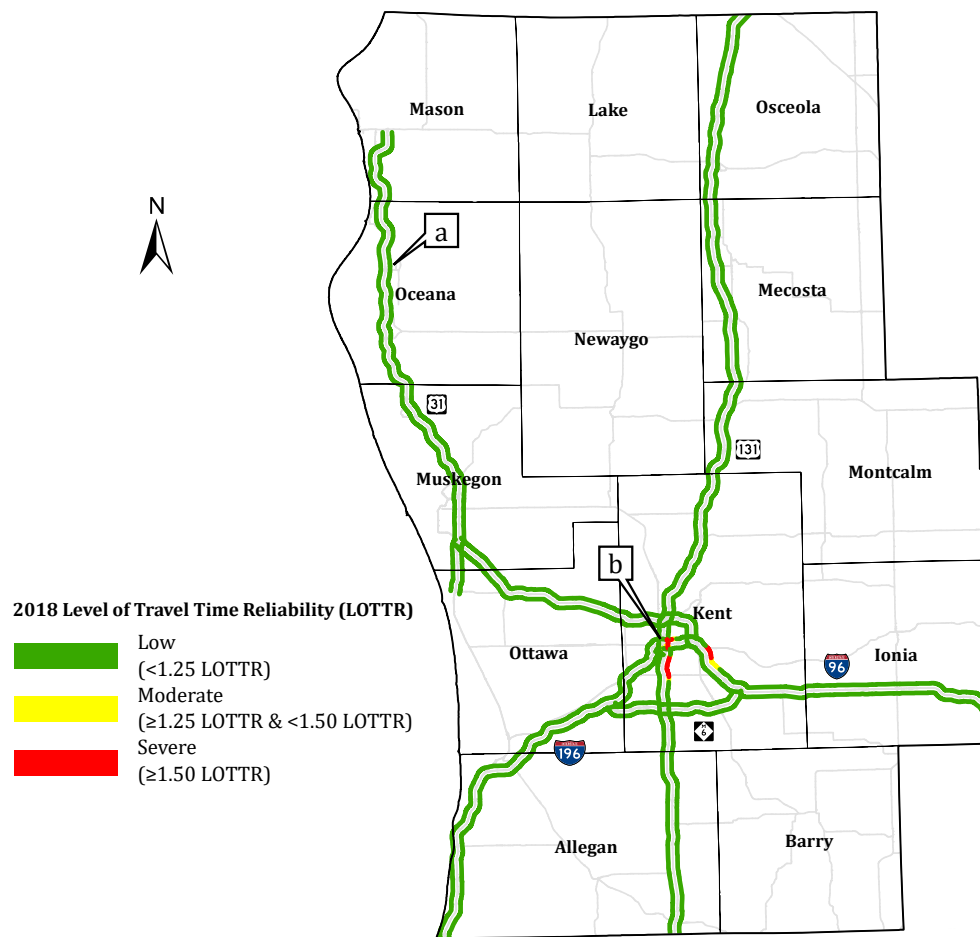 Mason
Lake
Osceola
N
a
Oceana
Mecosta
Newaygo
31
131
Muskegon
Montcalm
b
2018 Level of Travel Time Reliability (LOTTR)
Low
(<1.25 LOTTR)
Moderate
(≥1.25 LOTTR & <1.50 LOTTR)
Severe
(≥1.50 LOTTR)
Kent
Ottawa
Ionia
96
6
196
Allegan
Barry